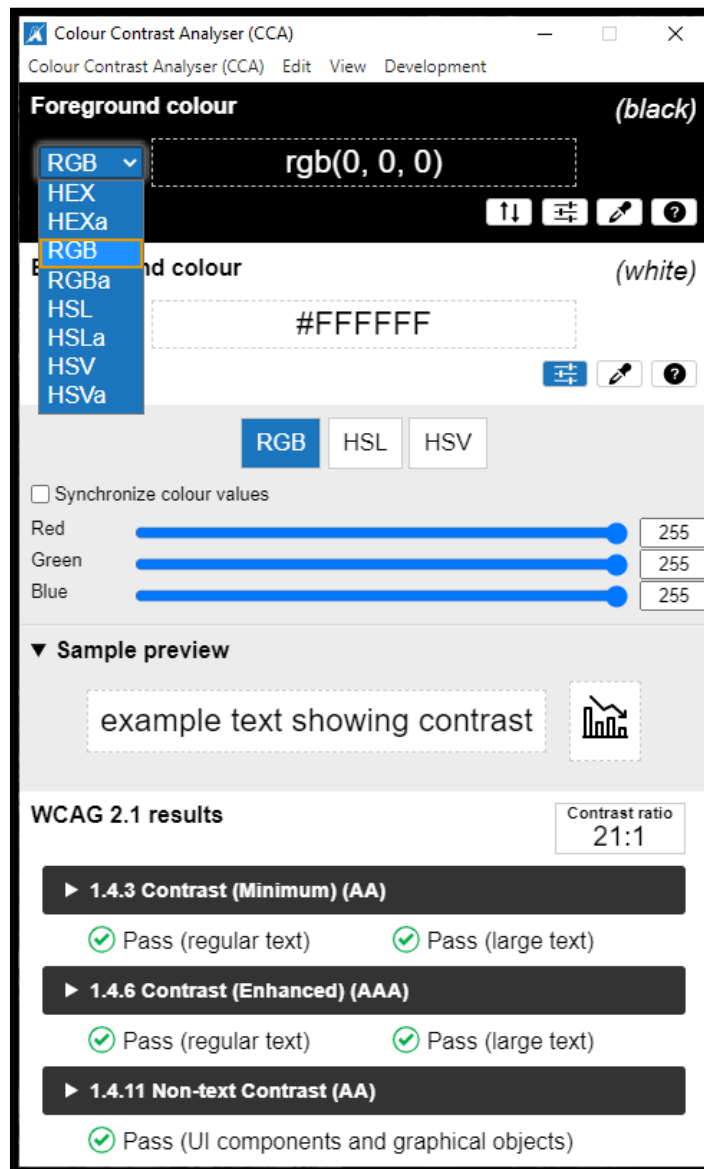 Colour Contrast Analyser (CCA)
Colour Contrast Analyser (CCA) Edit View Development
Foreground colour (black)
RGB rgb(0, 0, 0)
HEX
HEXa
RGB
RGBa
HSL
HSLa
HSV
HSVa
colour (white)
#FFFFFF
RGB HSL HSV
Synchronize colour values
Red 255
Green 255
Blue 255
Sample preview
example text showing contrast
WCAG 2.1 results
Contrast ratio
21:1
1.4.3 Contrast (Minimum) (AA)
Pass (regular text) Pass (large text)
1.4.6 Contrast (Enhanced) (AAA)
Pass (regular text) Pass (large text)
1.4.11 Non-text Contrast (AA)
Pass (UI components and graphical objects)